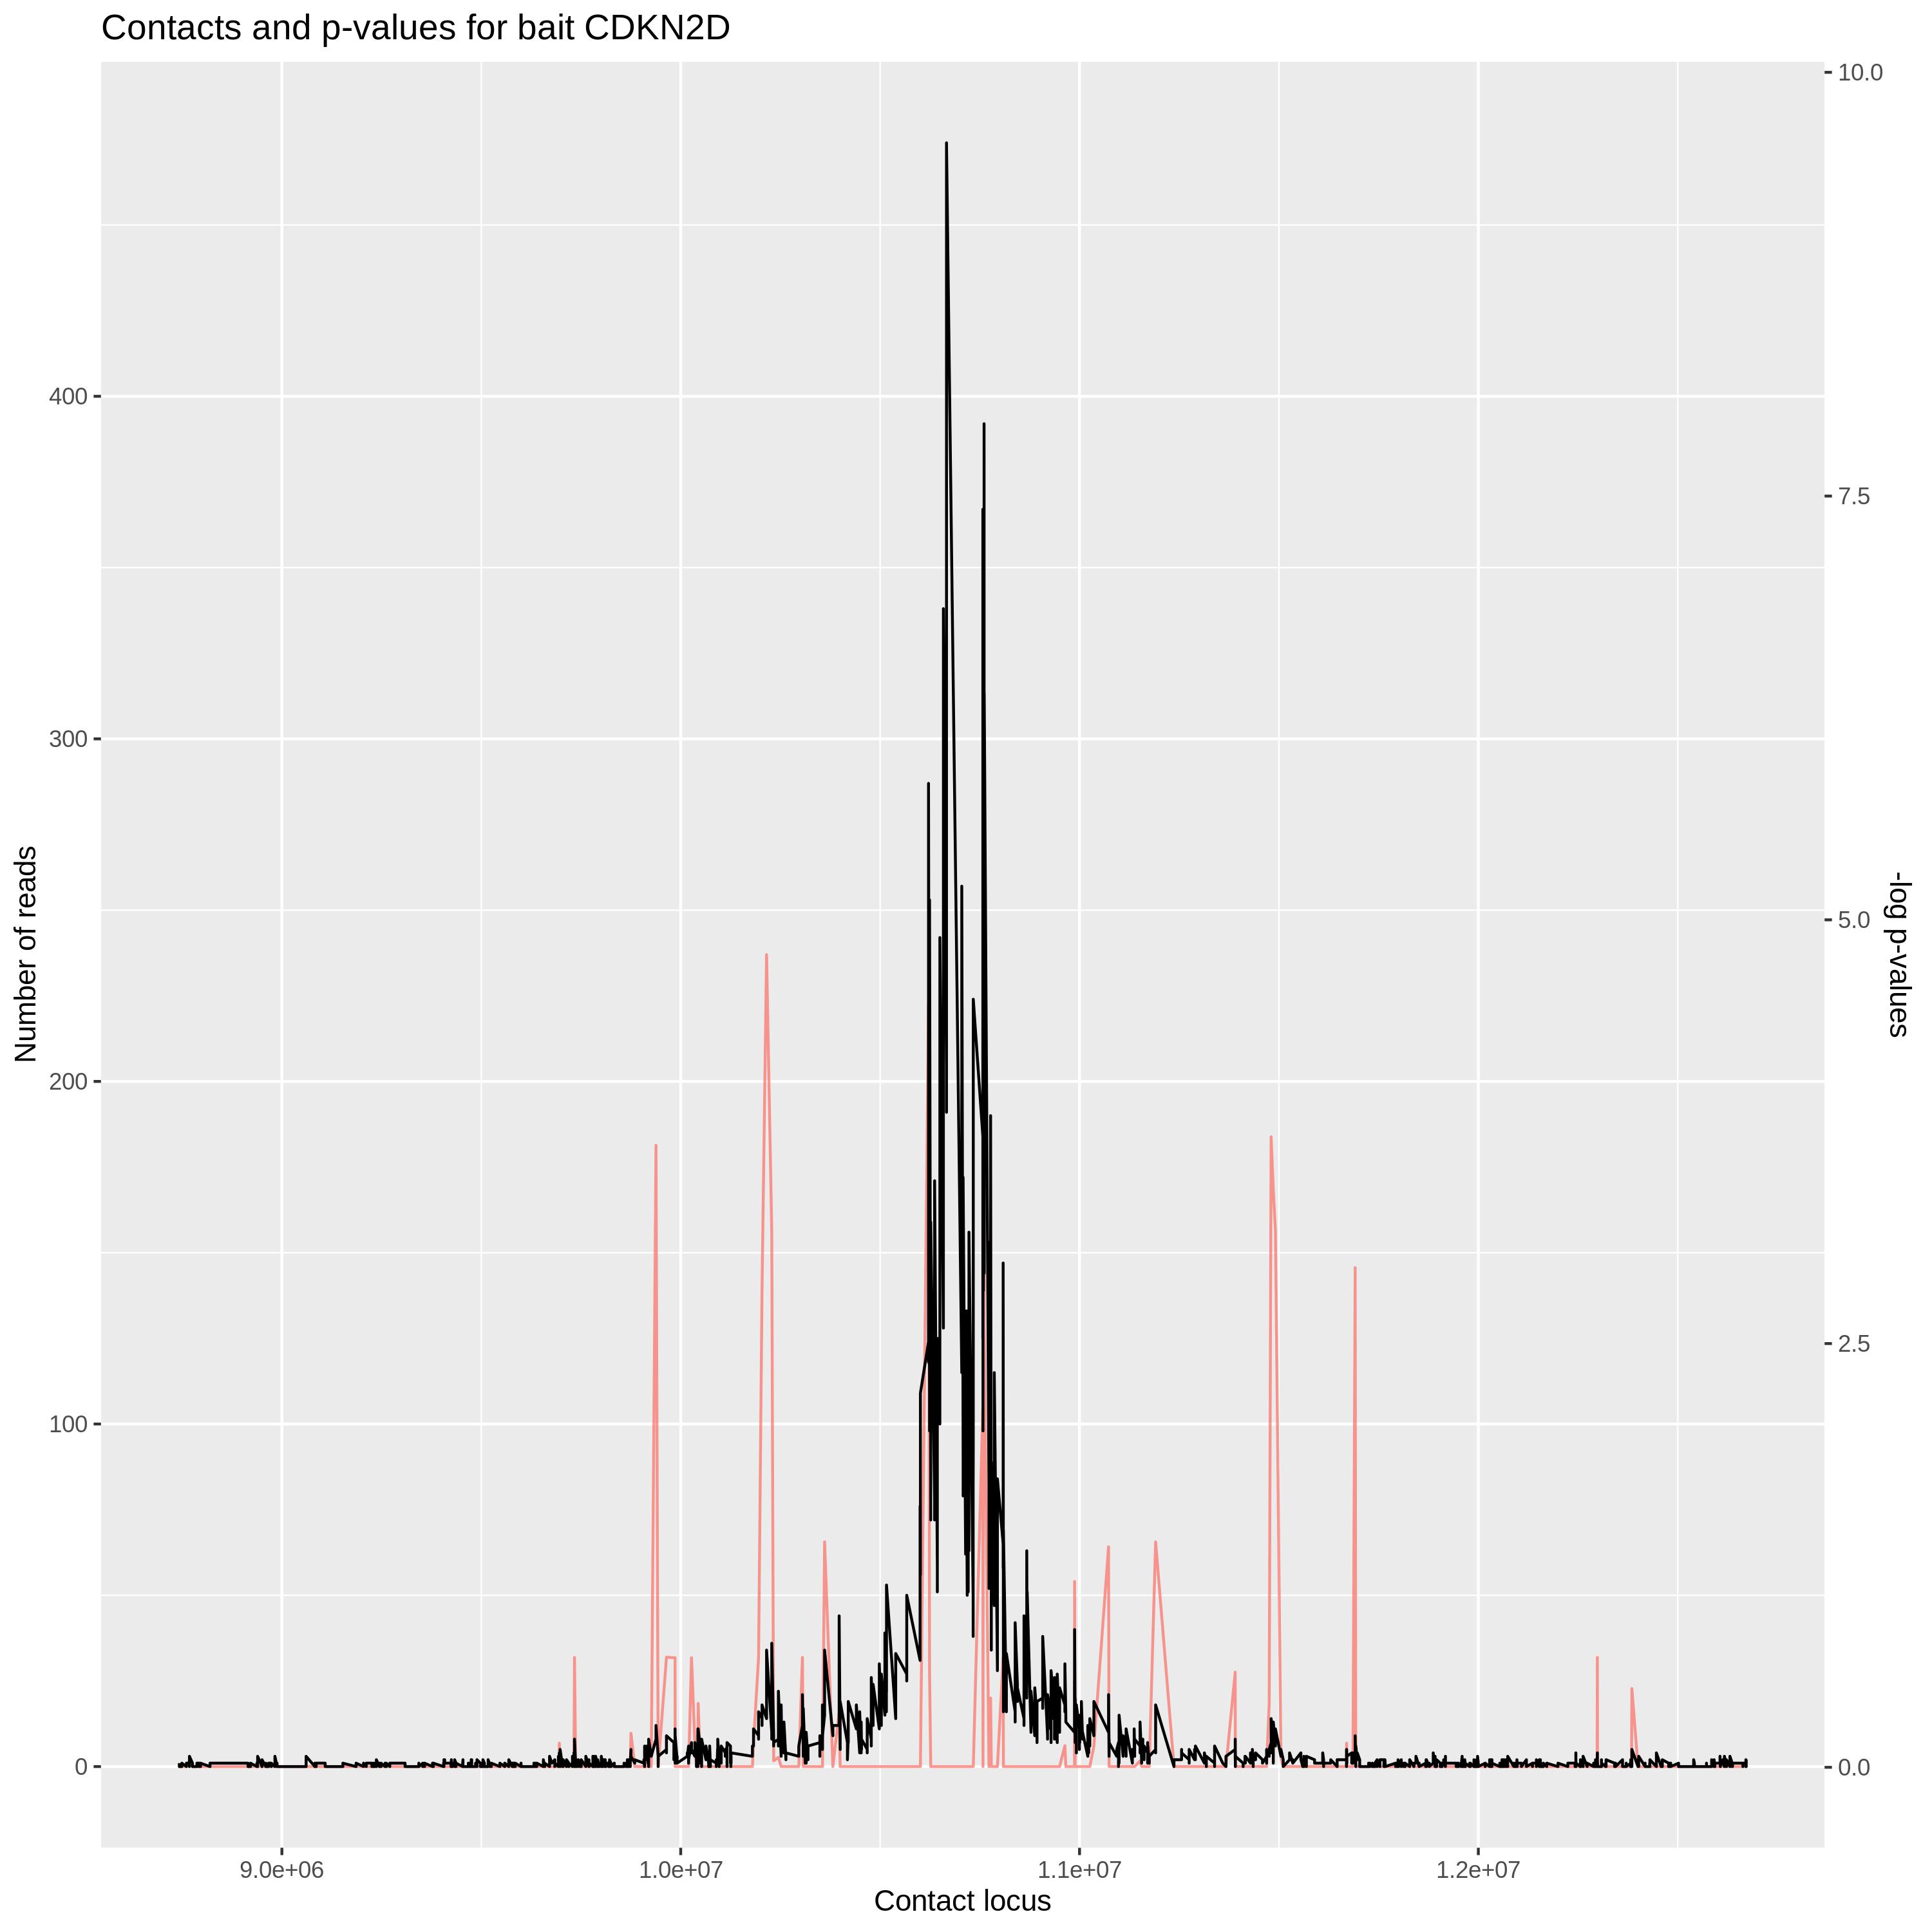 Contacts and p-values for bait CDKN2D
10.0
7.5
5.0
2.5
0.0
-log p-values
400
300
200
100
0
Number of reads
9.0e+06
1.0e+07
1.1e+07
1.2e+07
Contact locus